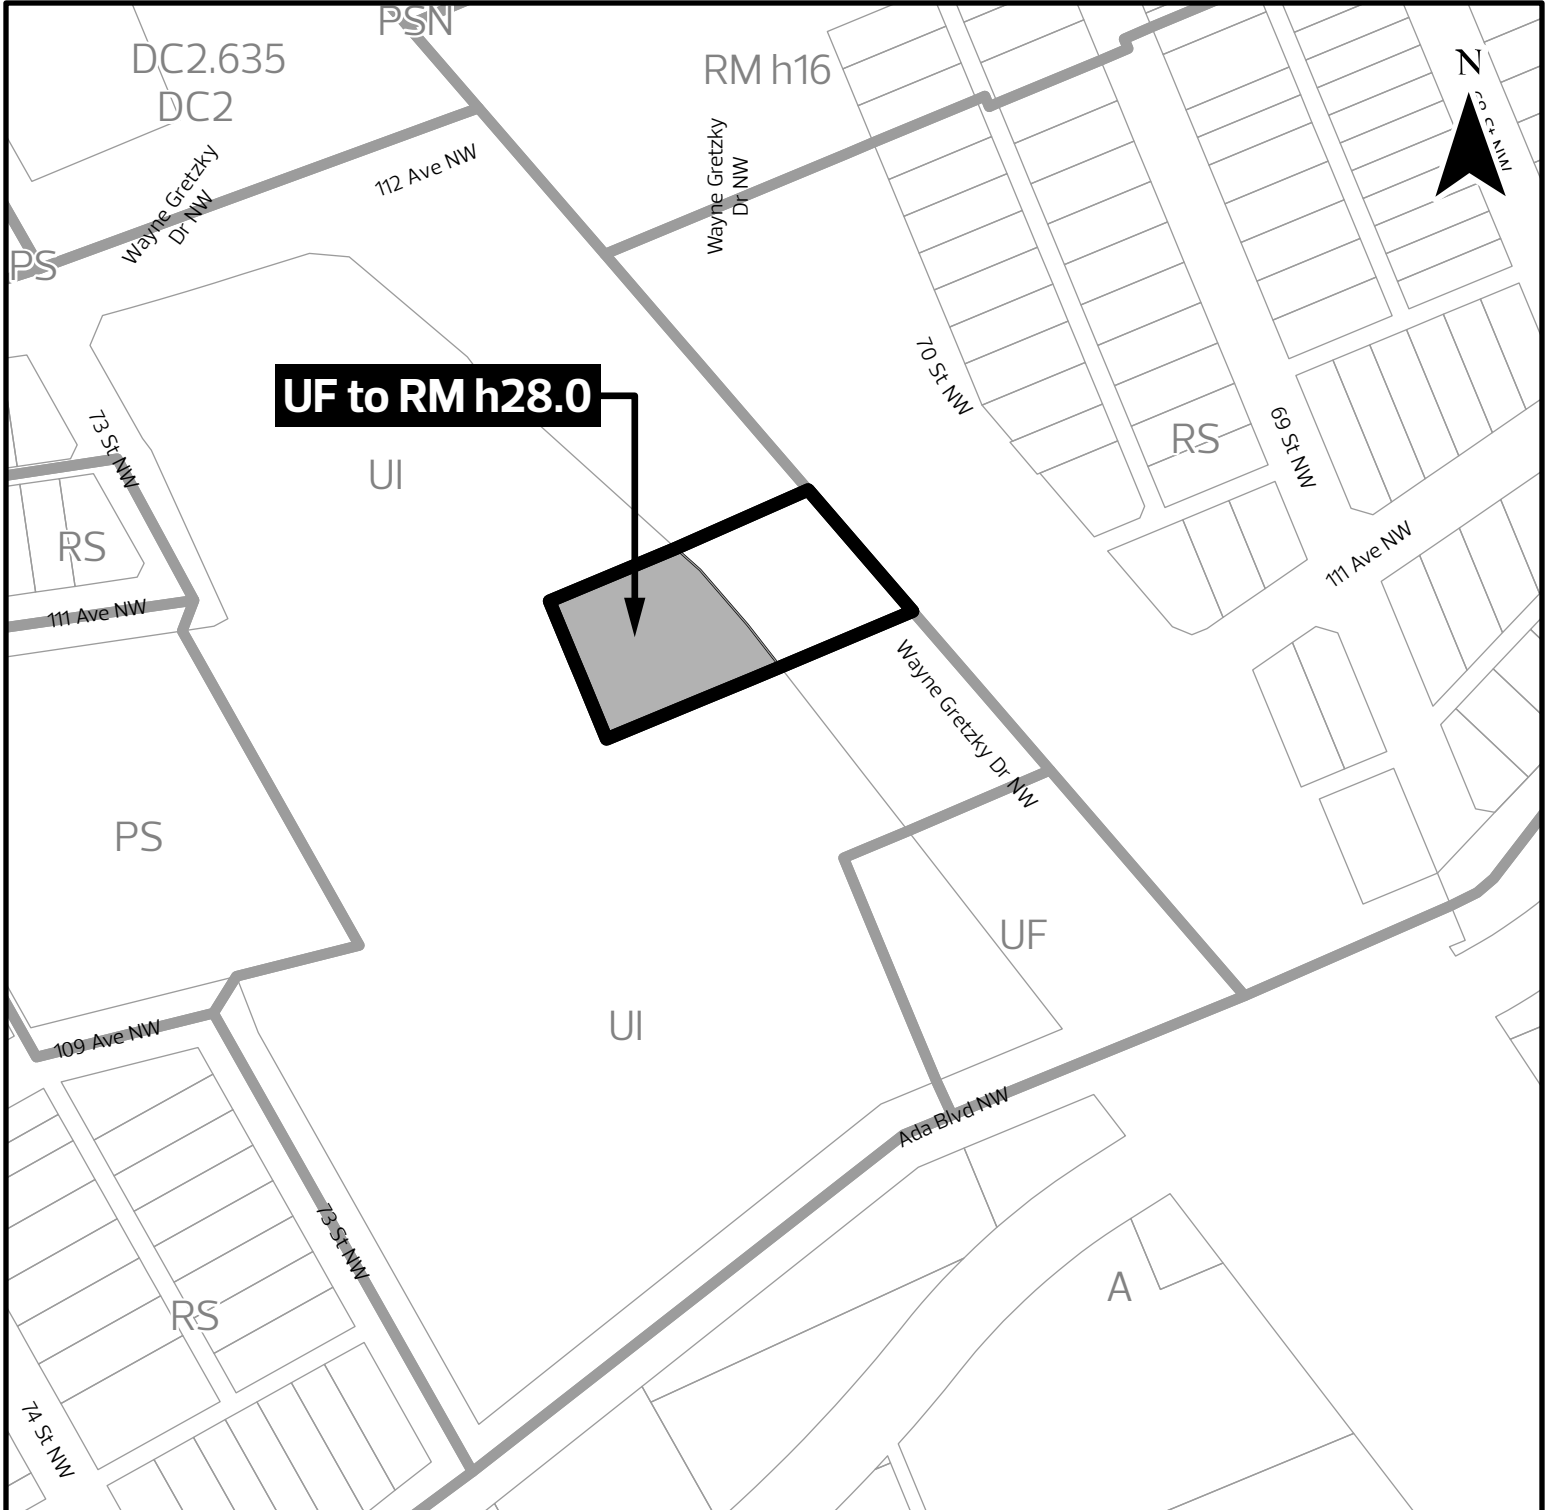 PSN
DC2.635
DC2
RM h16
N
Wayne Gretzky
Dr NW
112 Ave NW
Wayne Gretzky
Dr NW
PS
70 St NW
UF to RM h28.0
73 St NW
UI
RS
69 St NW
RS
111 Ave NW
111 Ave NW
Wayne Gretzky Dr NW
PS
UF
UI
109 Ave NW
Ada Blvd NW
73 St NW
A
RS
74 St NW